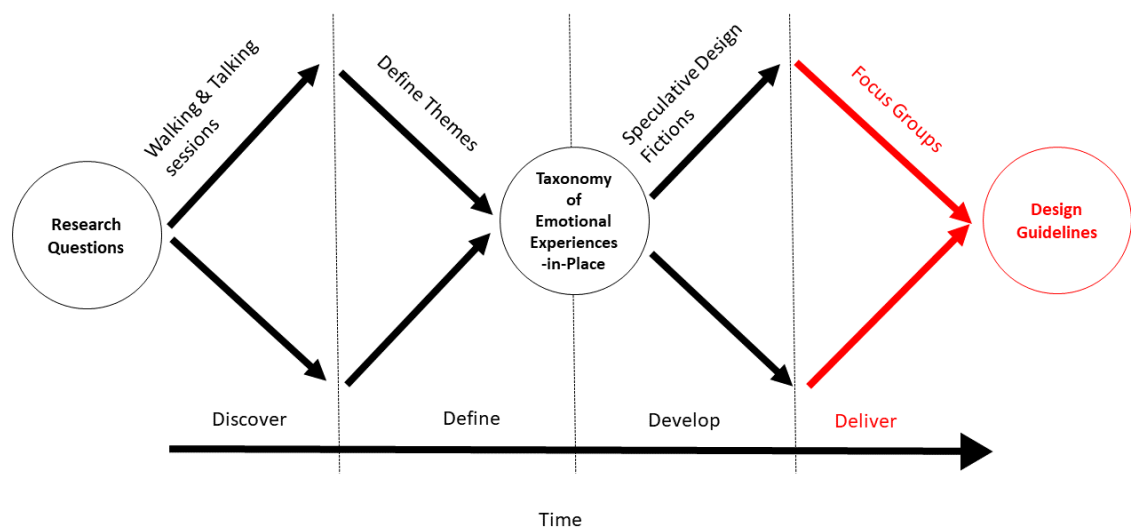 Walking & Talking
sessions
Define Themes
Speculative Design
Fictions
Focus Groups
Research
Questions
Taxonomy
of
Emotional
Experiences
-in-Place
Design
Guidelines
Discover
Define
Develop
Deliver
Time